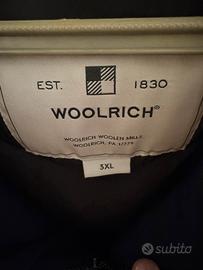 EST. 1830
WOOLRICH®
WOOLRICH WOOLEN MILLS
WOOLRICH, PA. 17779
3XL
subito